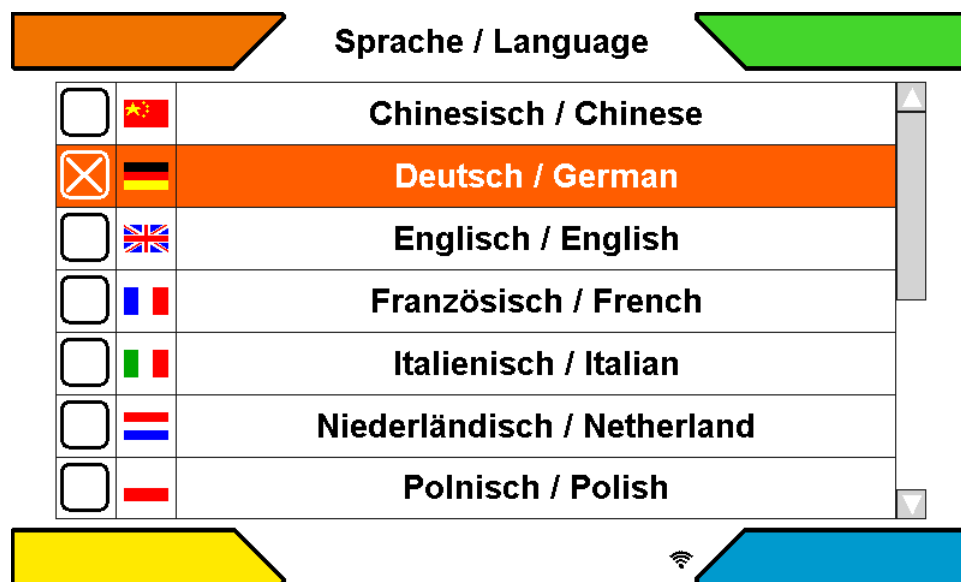 Sprache / Language
Chinesisch / Chinese
Deutsch / German
Englisch / English
Französisch / French
Italienisch / Italian
Niederländisch / Netherland
Polnisch / Polish